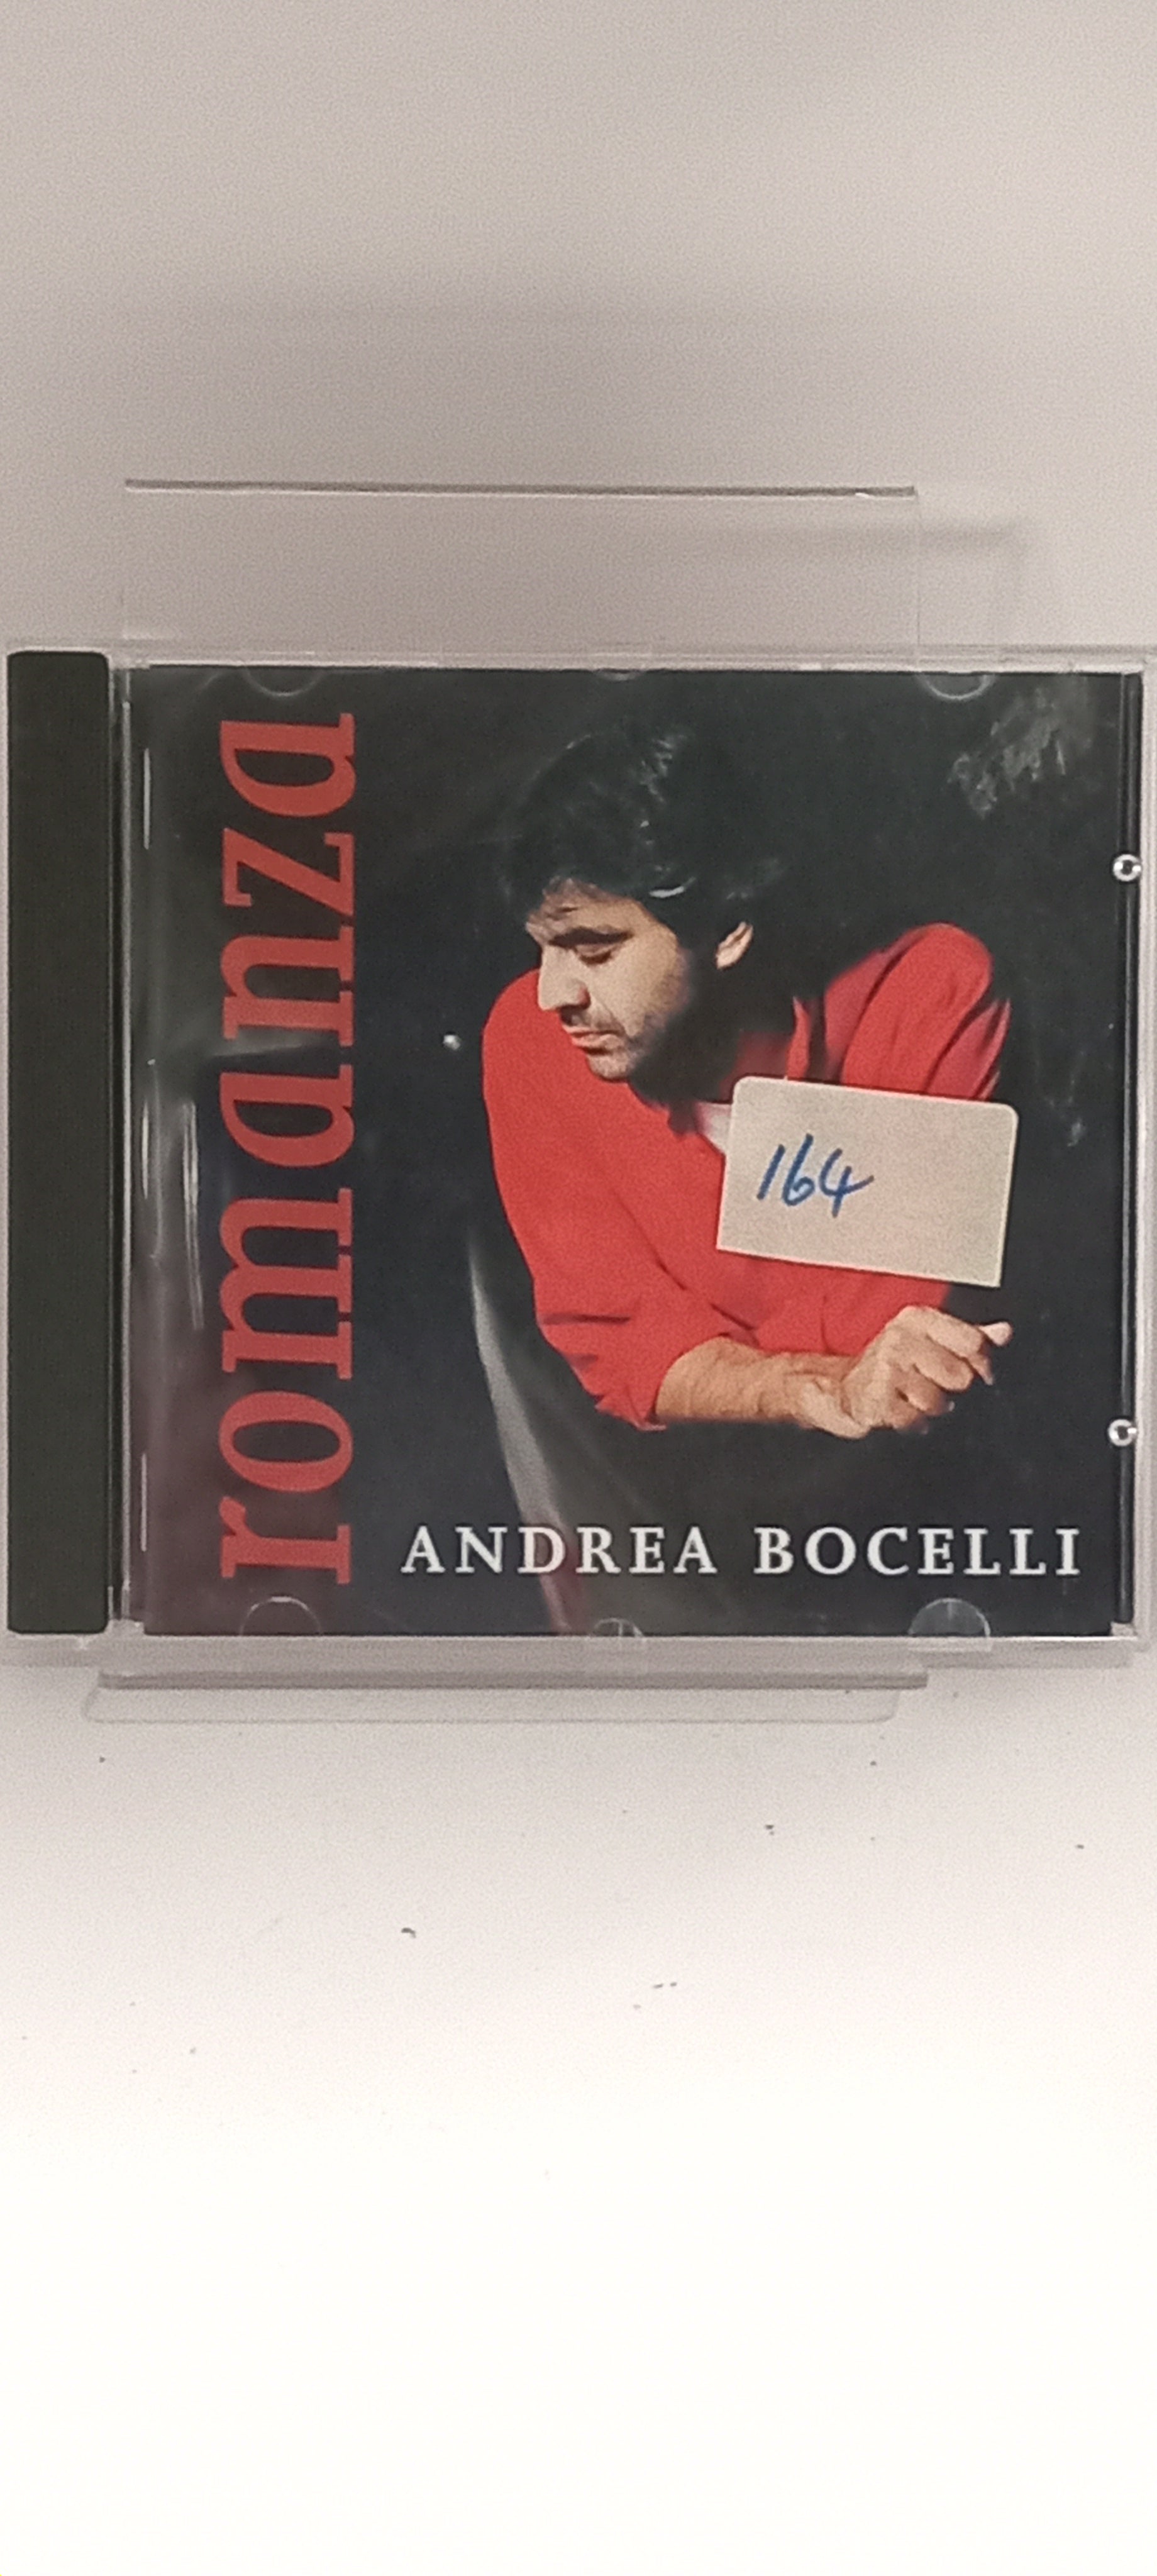 romanza
164
ANDREA BOCELLI